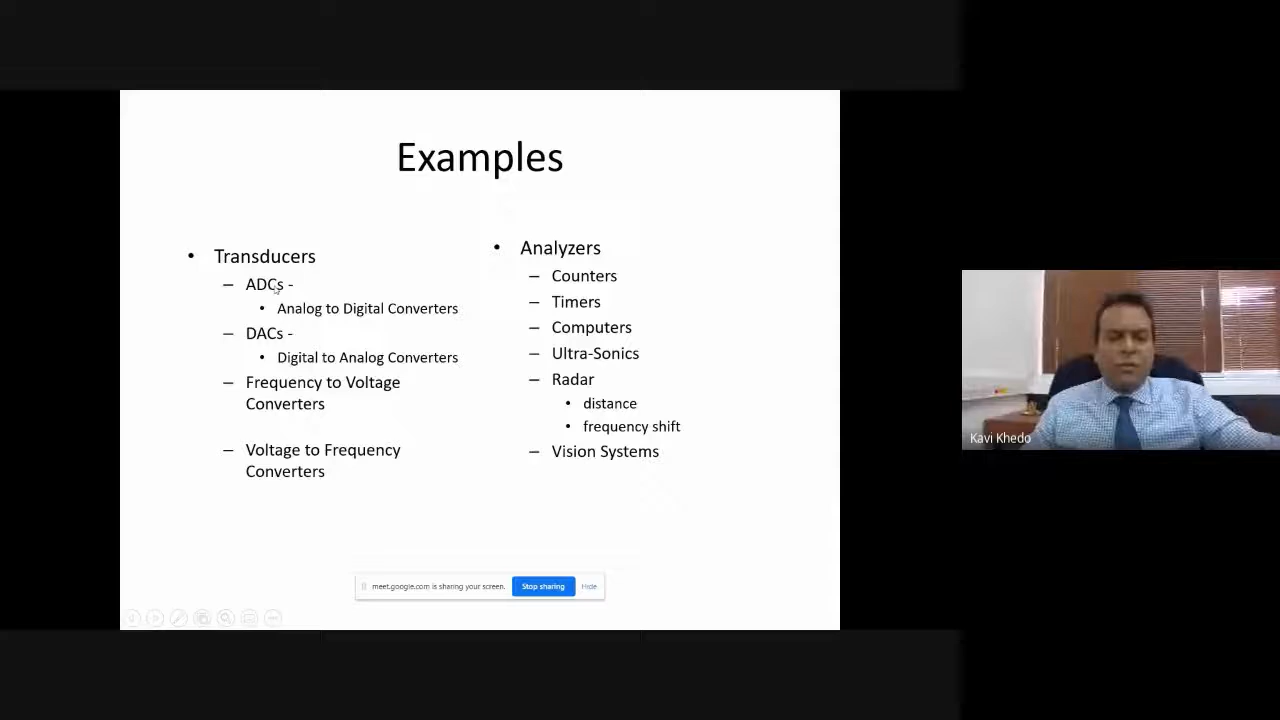 Examples
• Transducers
– ADCs -
• Analog to Digital Converters
– DACs -
• Digital to Analog Converters
– Frequency to Voltage
Converters
– Voltage to Frequency
Converters
• Analyzers
– Counters
– Timers
– Computers
– Ultra-Sonics
– Radar
• distance
• frequency shift
– Vision Systems
meet.google.com is sharing your screen. Stop sharing Hide
Kavi Khedo